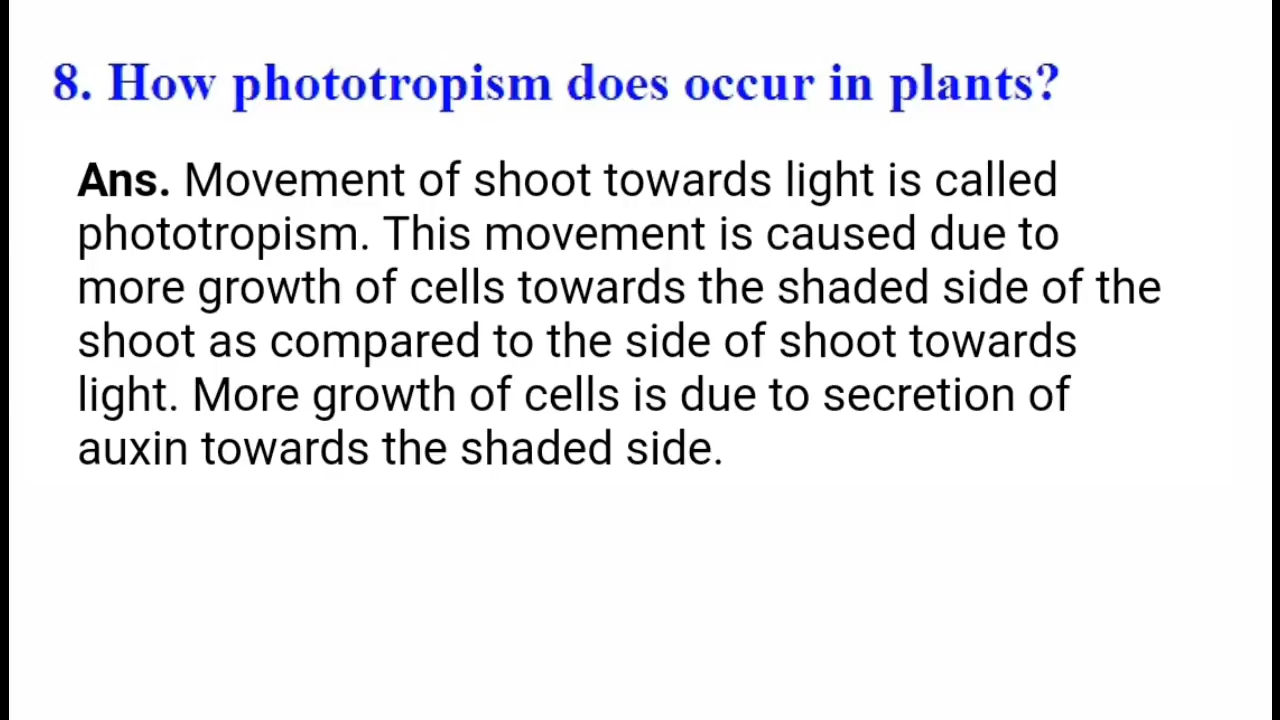 8. How phototropism does occur in plants?
Ans. Movement of shoot towards light is called
phototropism. This movement is caused due to
more growth of cells towards the shaded side of the
shoot as compared to the side of shoot towards
light. More growth of cells is due to secretion of
auxin towards the shaded side.